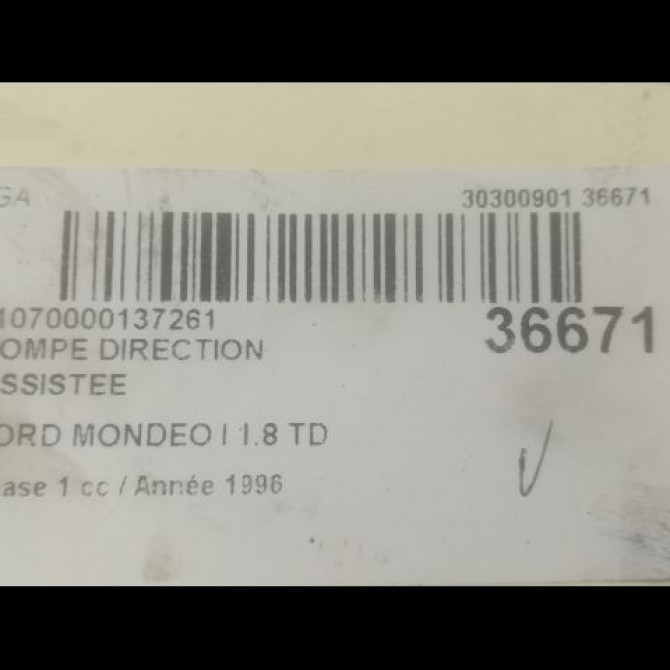 GA 30300901 36671
1070000137261 36671
OMPE DIRECTION
SSISTEE
ORD MONDEO I 1.8 TD
ase 1 cc / Année 1996